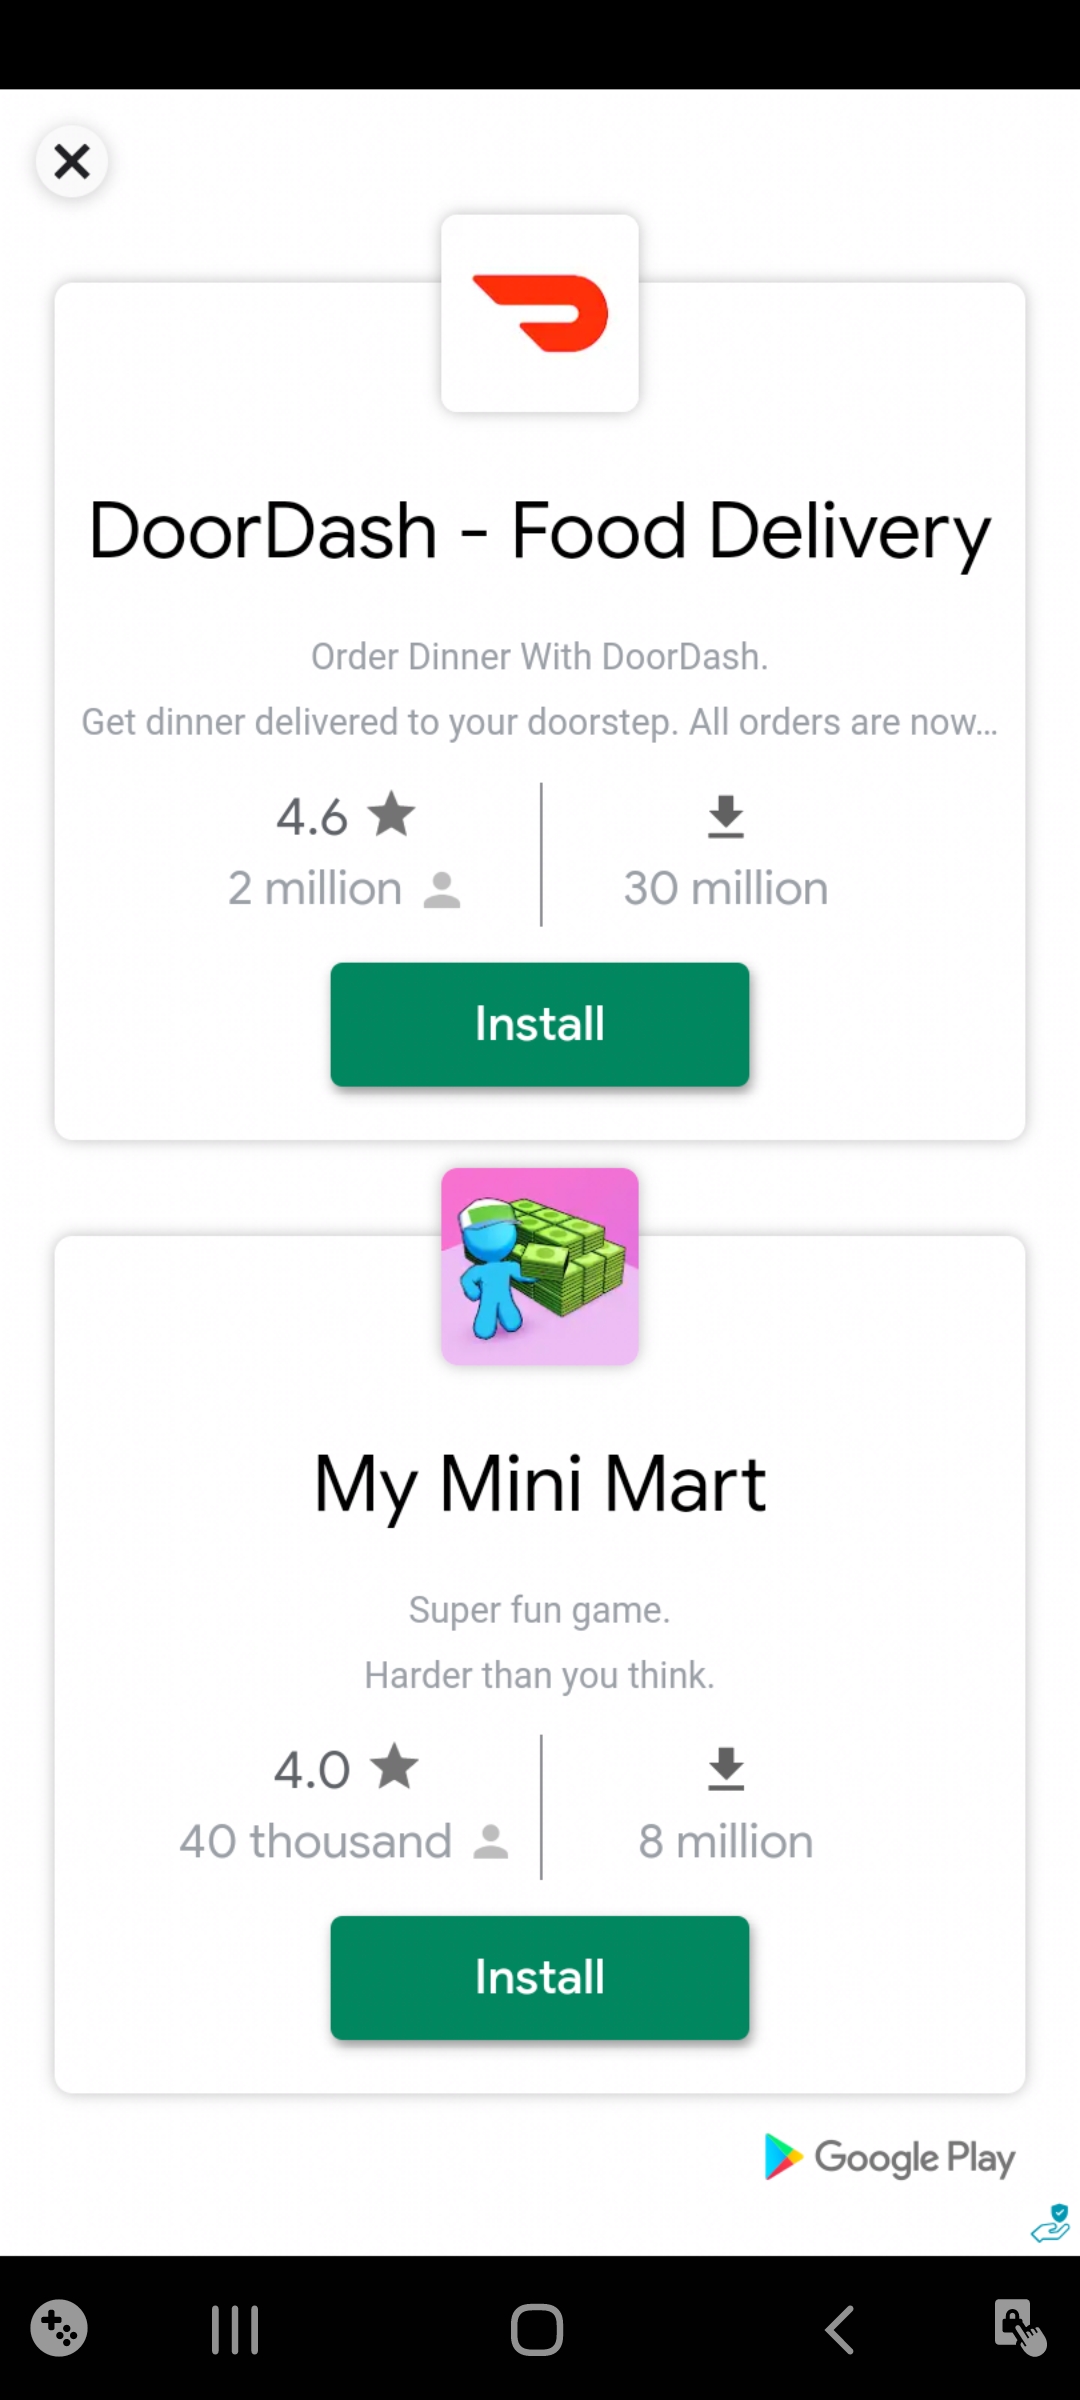 DoorDash - Food Delivery
Order Dinner With DoorDash.
Get dinner delivered to your doorstep. All orders are now...
4.6
2 million
30 million
Install
My Mini Mart
Super fun game.
Harder than you think.
4.0
40 thousand
8 million
Install
Google Play